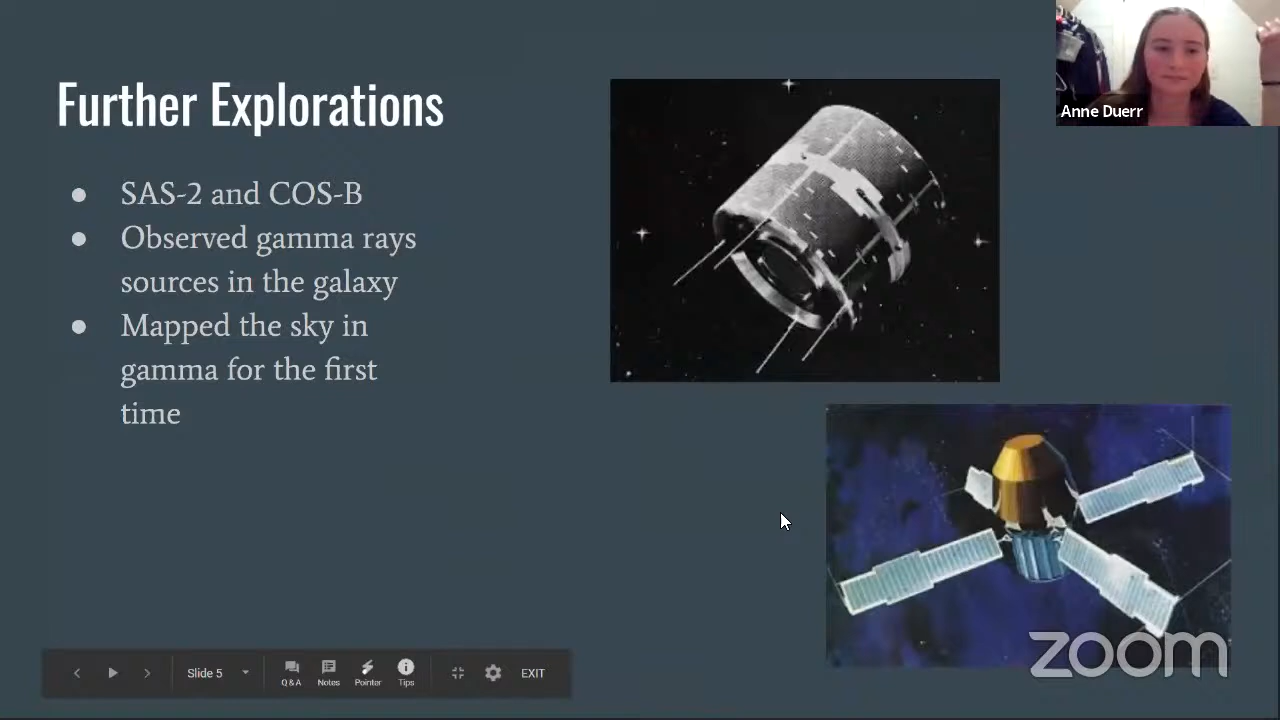 Further Explorations
Anne Duerr
● SAS-2 and COS-B
● Observed gamma rays
sources in the galaxy
● Mapped the sky in
gamma for the first
time
Slide 5
Q & A
Notes
Pointer
Tips
EXIT
zoom